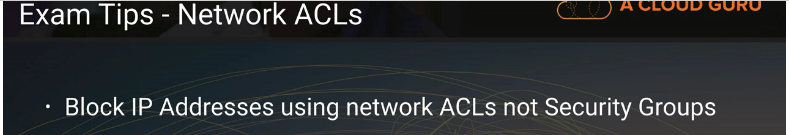 Exam Tips - Network ACLs
A CLOUD GURU
· Block IP Addresses using network ACLs not Security Groups